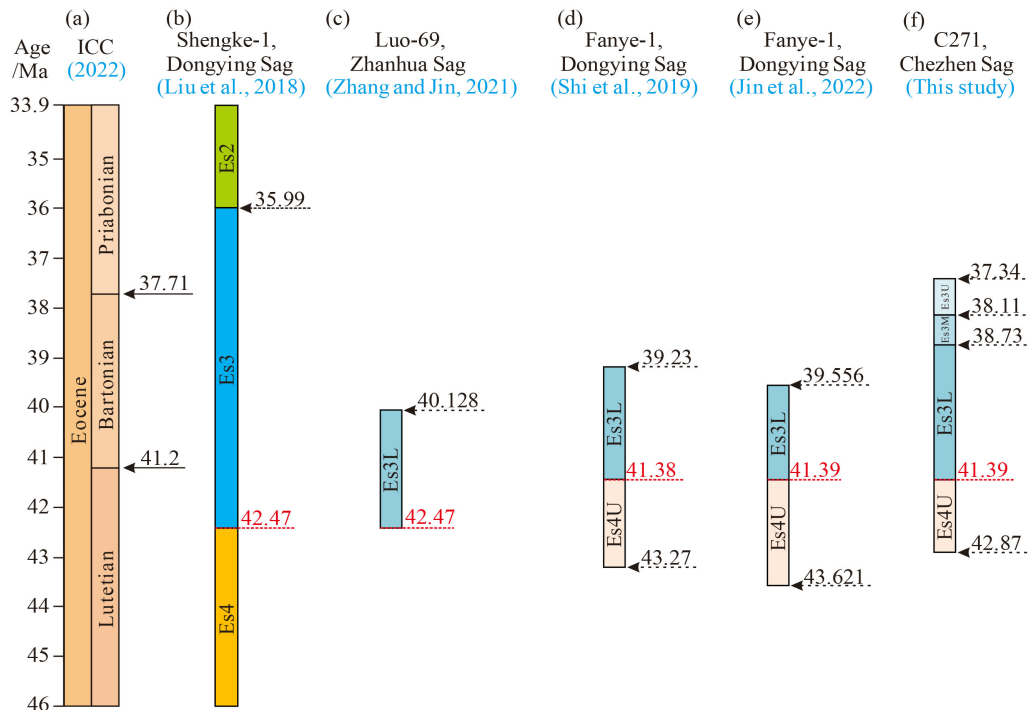 (a)
(b)
(c)
(d)
(e)
(f)
Age
/Ma
ICC
(2022)
Shengke-1,
Dongying Sag
(Liu et al., 2018)
Luo-69,
Zhanhua Sag
(Zhang and Jin, 2021)
Fanye-1,
Dongying Sag
(Shi et al., 2019)
Fanye-1,
Dongying Sag
(Jin et al., 2022)
C271,
Chezhen Sag
(This study)
33.9
35
36
37
38
39
40
41
42
43
44
45
46
Eocene
Priabonian
Bartonian
Lutetian
37.71
41.2
Es2
Es3
Es4
35.99
42.47
Es3L
40.128
42.47
Es3L
Es4U
39.23
41.38
43.27
Es3L
Es4U
39.556
41.39
43.621
Es3U
Es3M
Es3L
Es4U
37.34
38.11
38.73
41.39
42.87